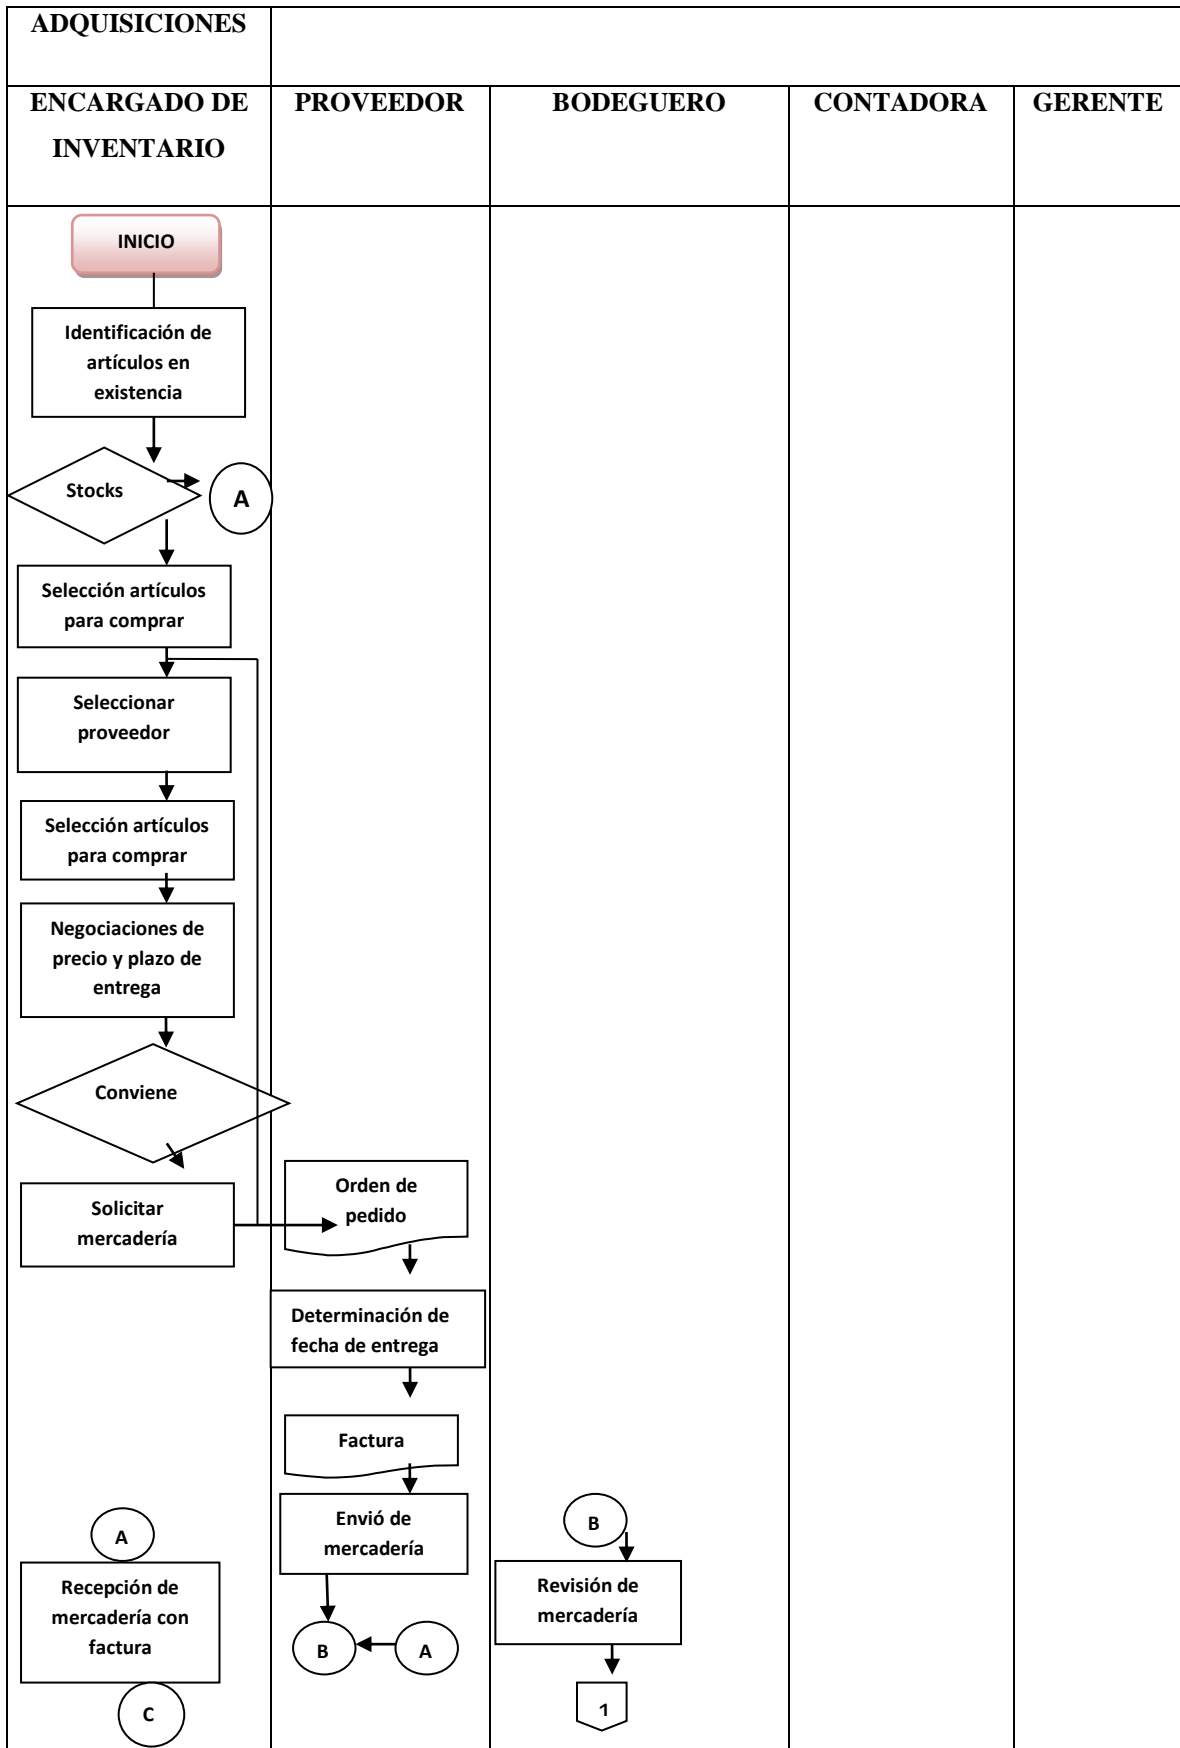 ADQUISICIONES
ENCARGADO DE
INVENTARIO
PROVEEDOR
BODEGUERO
CONTADORA
GERENTE
INICIO
Identificación de
artículos en
existencia
Stocks
A
Selección artículos
para comprar
Seleccionar
proveedor
Selección artículos
para comprar
Negociaciones de
precio y plazo de
entrega
Conviene
Solicitar
mercadería
Orden de
pedido
Determinación de
fecha de entrega
Factura
Envió de
mercadería
B
A
A
Recepción de
mercadería con
factura
C
B
Revisión de
mercadería
1